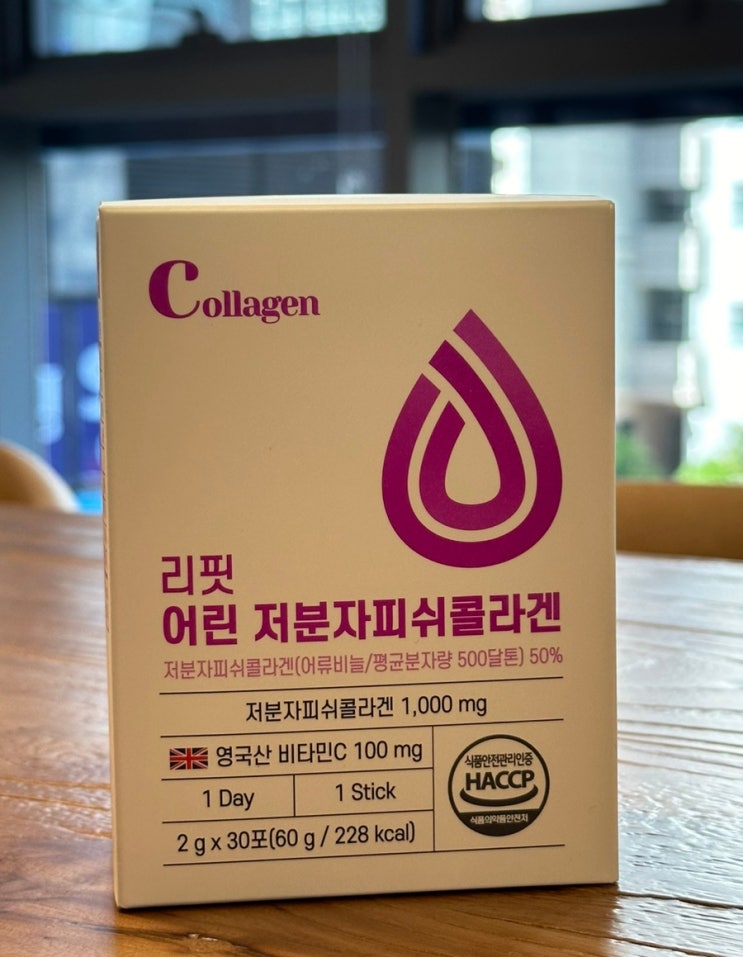 Collagen
리핏
어린 저분자피쉬콜라겐
저분자피쉬콜라겐(어류비늘/평균분자량 500달톤) 50%
저분자피쉬콜라겐 1,000 mg
영국산 비타민C 100 mg
1 Day
1 Stick
2 g x 30포(60 g / 228 kcal)
식품안전관리인증
HACCP
식품의약품안전처